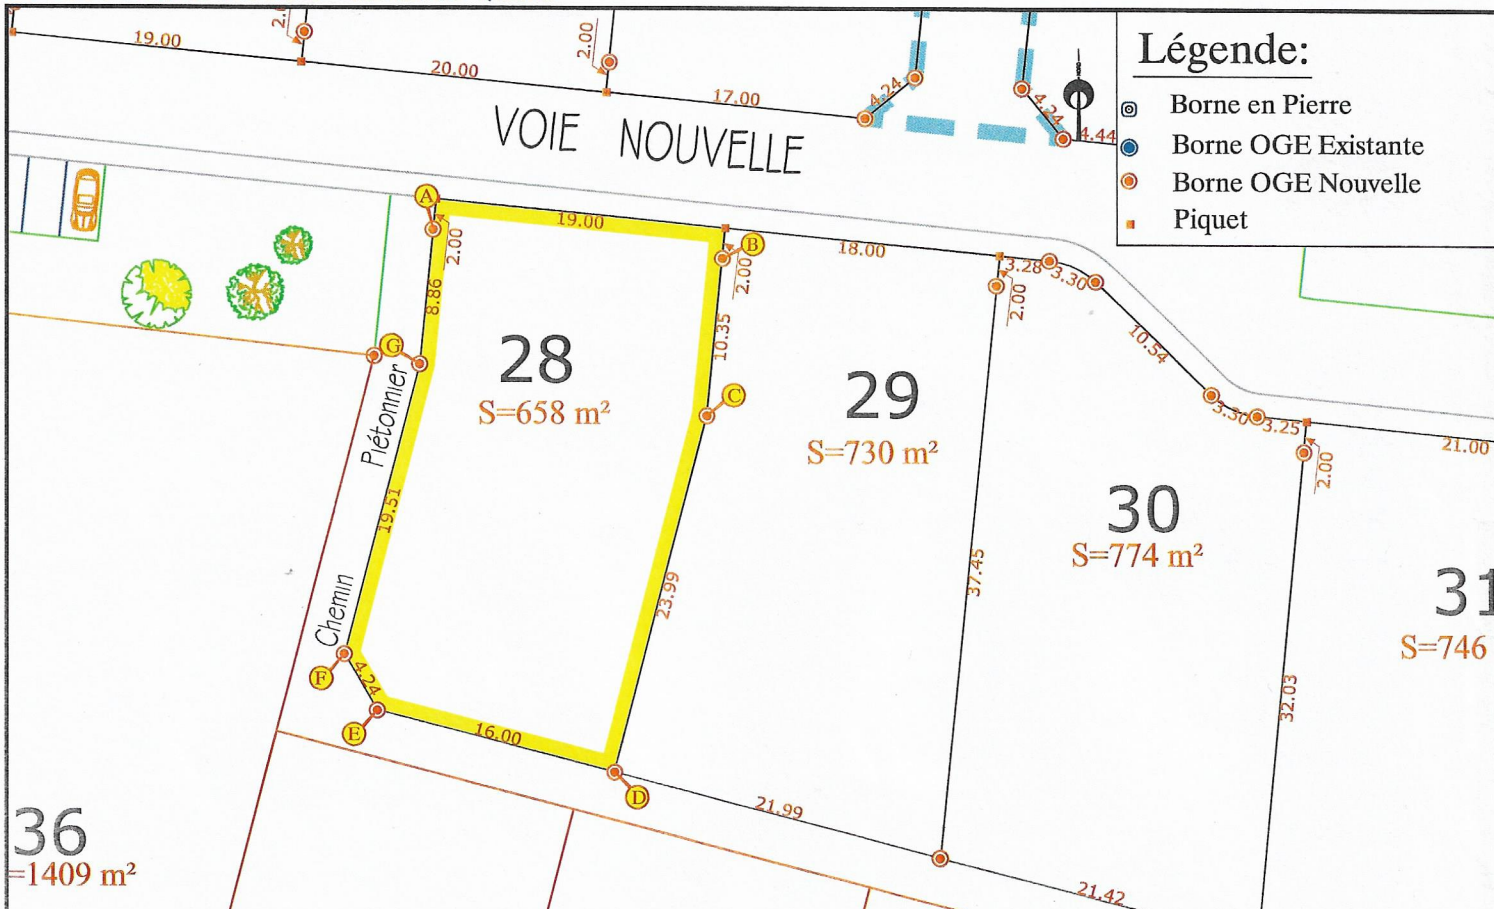 19.00
2.00
20.00
2.00
17.00
4.24
4.24
4.44
Légende:
Borne en Pierre
Borne OGE Existante
Borne OGE Nouvelle
Piquet
VOIE NOUVELLE
A
19.00
2.00
B
2.00
18.00
3.28
3.30
2.00
8.86
10.35
10.54
G
C
28
S=658 m²
29
S=730 m²
3.30
3.25
21.00
2.00
Piétonnier
Chemin
19.51
30
S=774 m²
37.45
23.99
31
S=746
32.03
F
4.24
E
16.00
D
21.99
21.42
36
=1409 m²